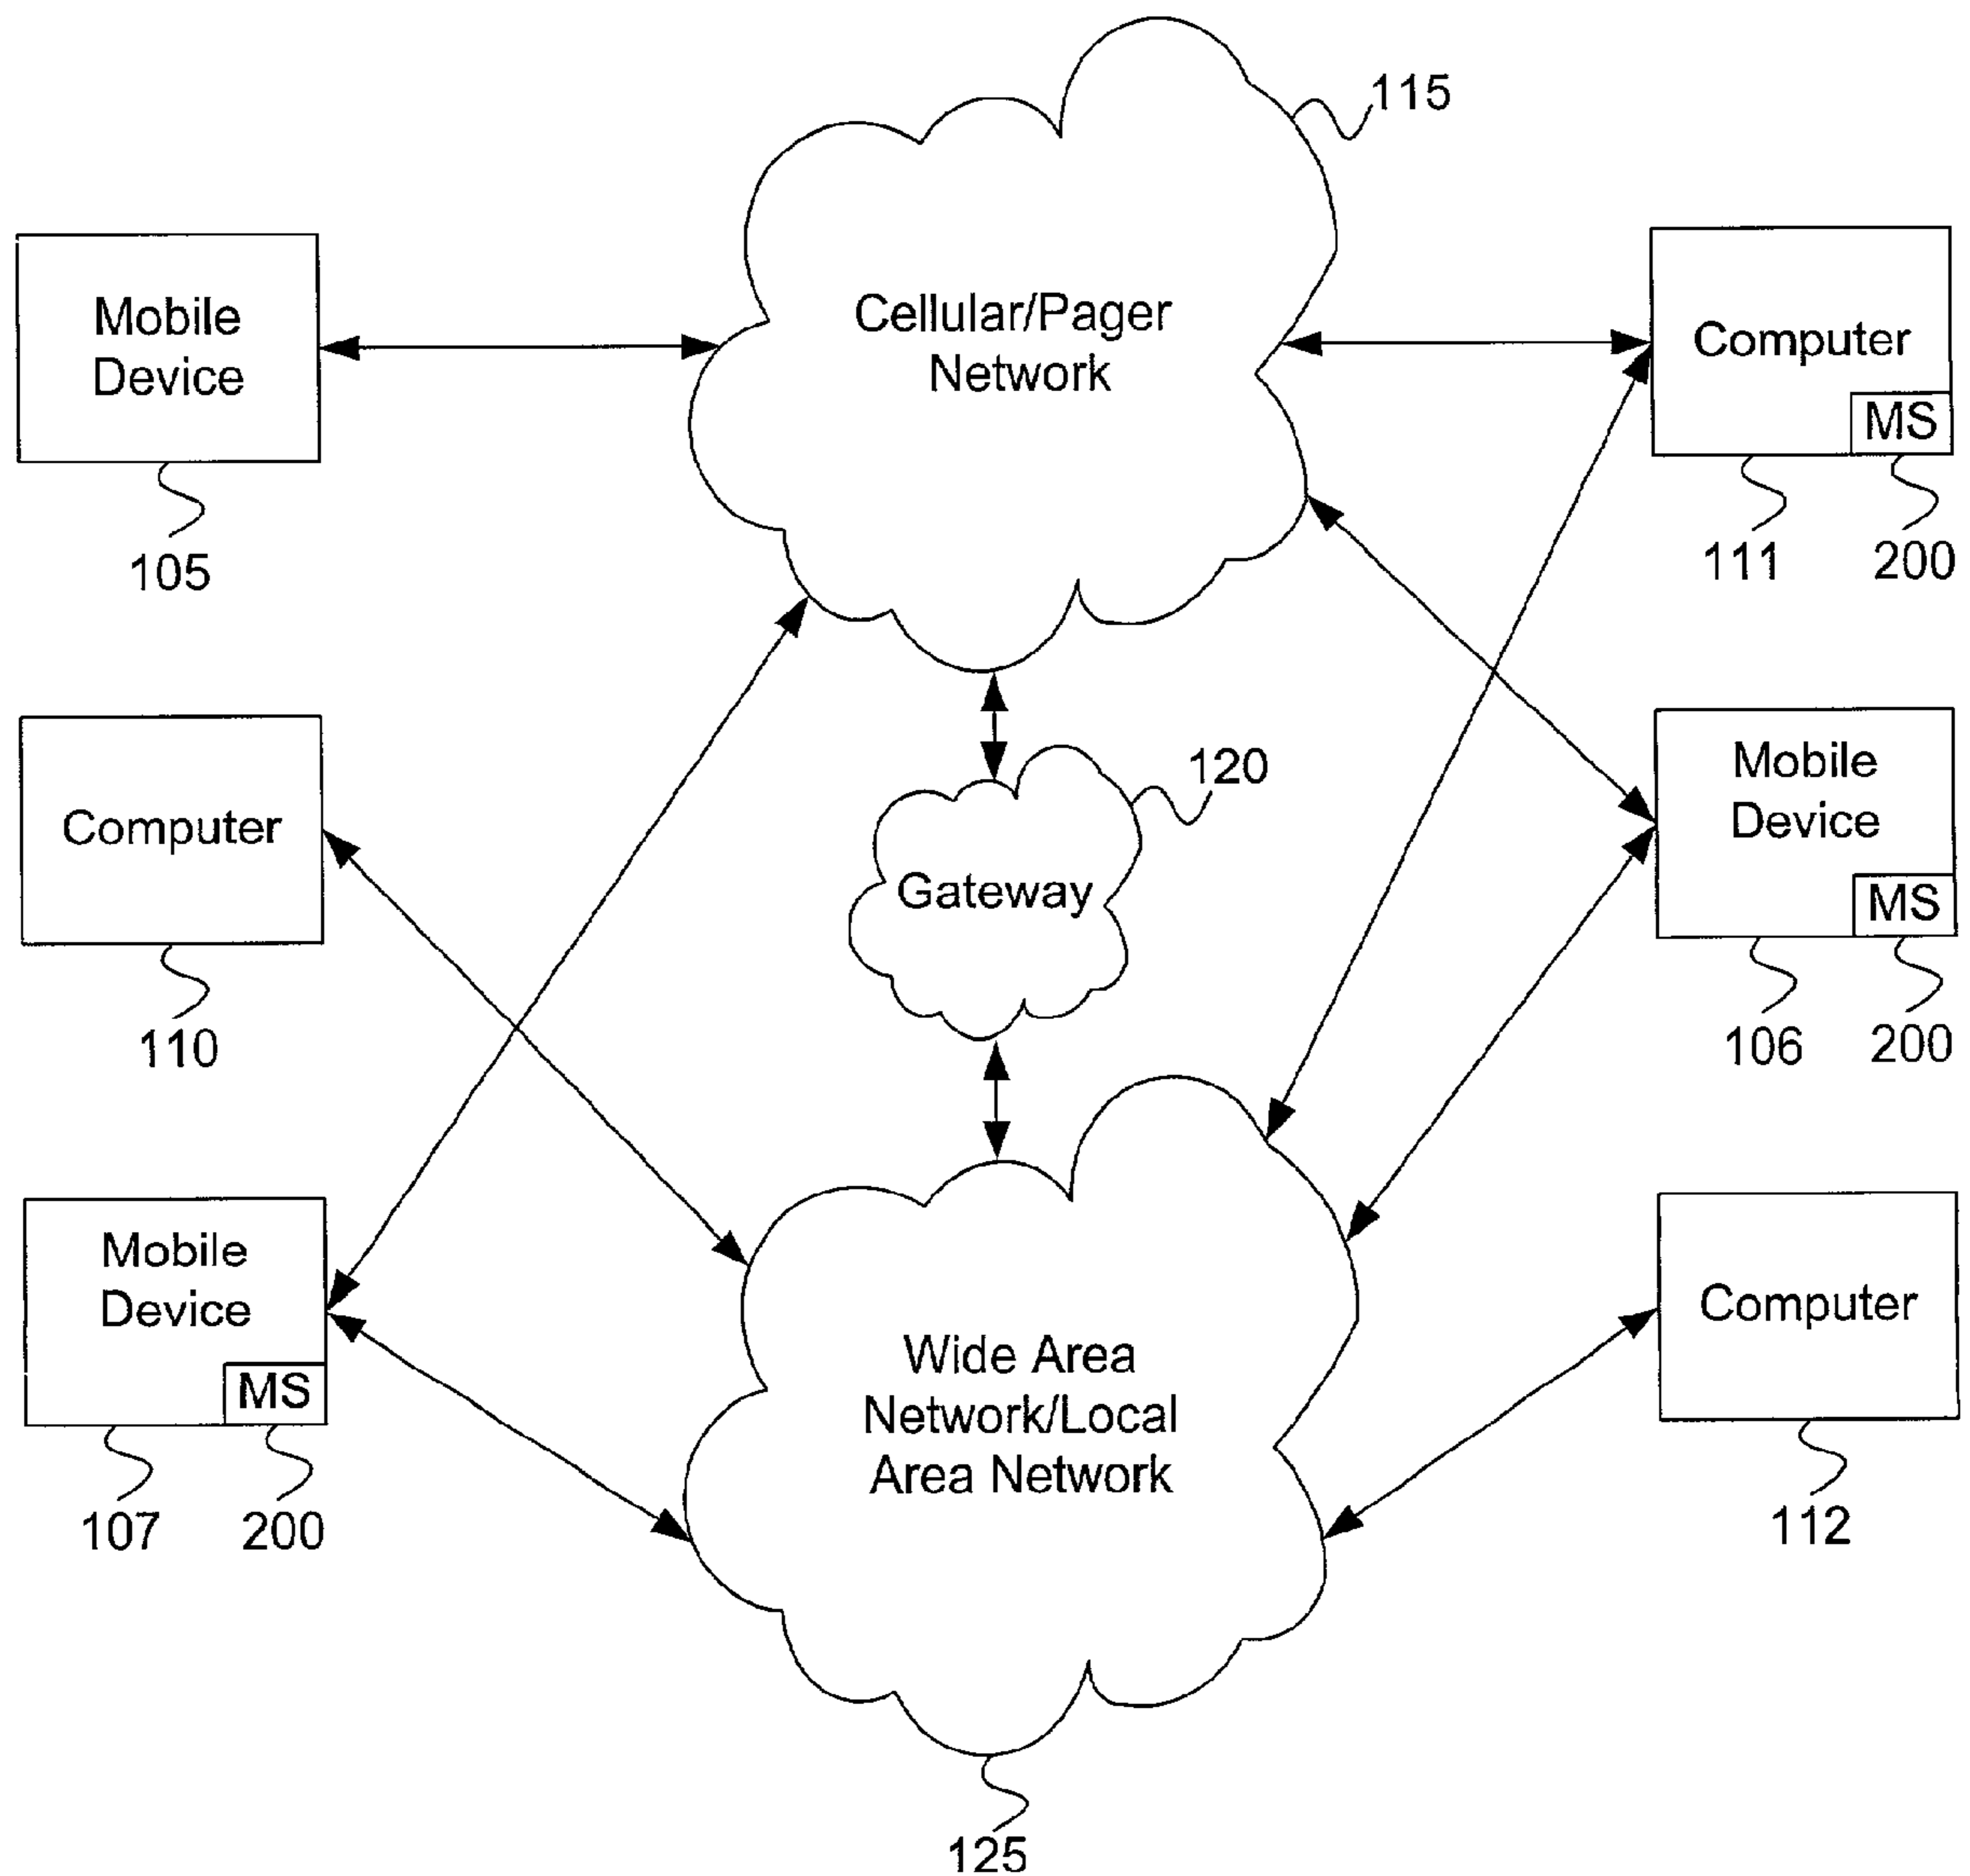 115
Mobile
Device
105
Cellular/Pager
Network
Computer
MS
111
200
Computer
110
120
Gateway
Mobile
Device
MS
106
200
Mobile
Device
MS
107
200
Wide Area
Network/Local
Area Network
Computer
112
125